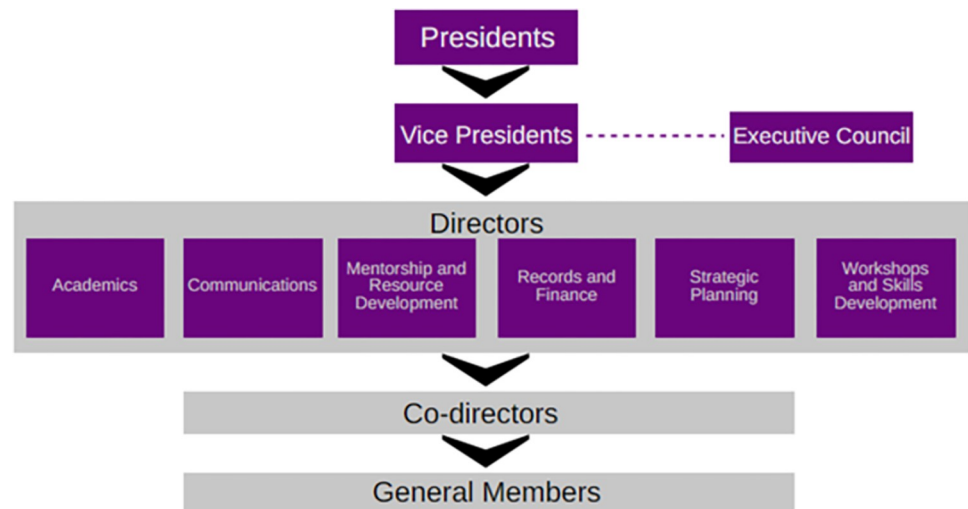 Presidents
Vice Presidents
Executive Council
Directors
Academics
Communications
Mentorship and
Resource
Development
Records and
Finance
Strategic
Planning
Workshops
and Skills
Development
Co-directors
General Members